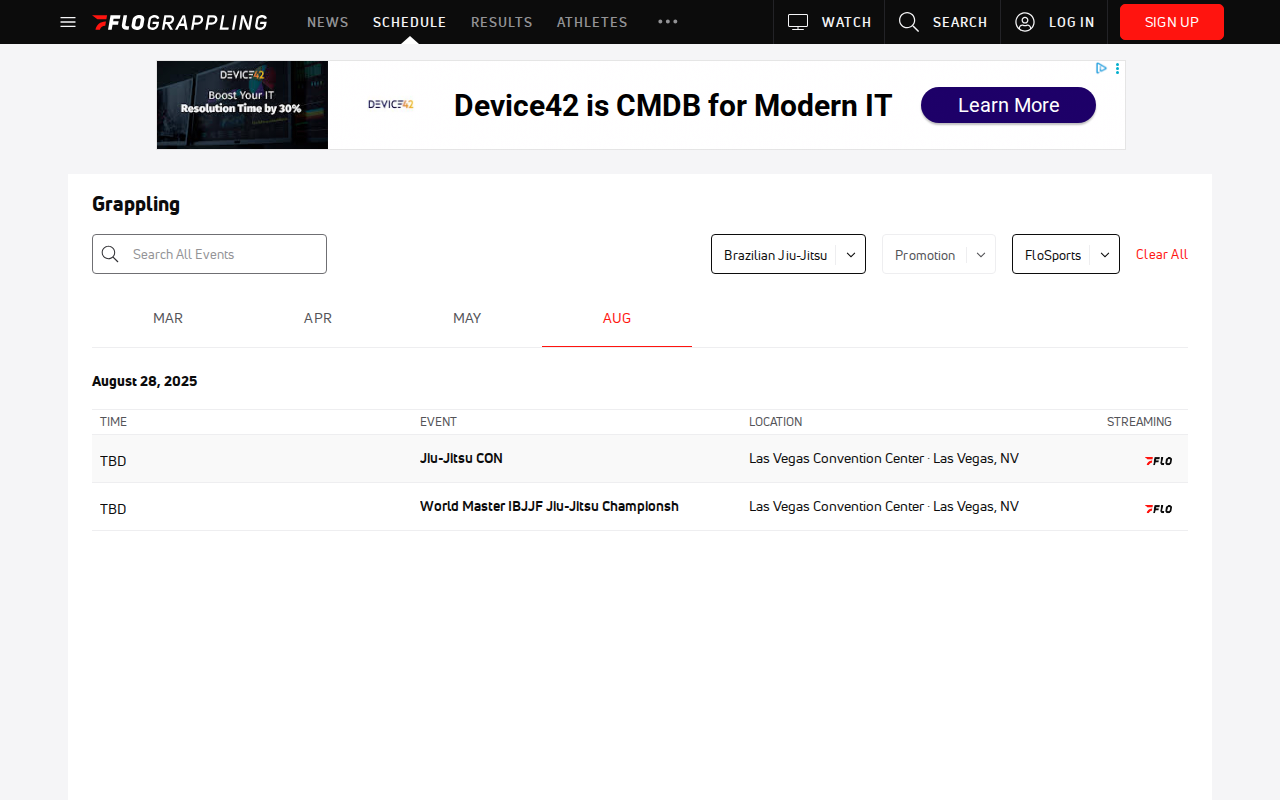 FLOGRAPPLING
NEWS
SCHEDULE
RESULTS
ATHLETES
WATCH
SEARCH
LOG IN
SIGN UP
DEVICE42
Boost Your IT
Resolution Time by 30%
DEVICE42
Device42 is CMDB for Modern IT
Learn More
Grappling
Search All Events
Brazilian Jiu-Jitsu
Promotion
FloSports
Clear All
MAR
APR
MAY
AUG
August 28, 2025
TIME
EVENT
LOCATION
STREAMING
TBD
Jiu-Jitsu CON
Las Vegas Convention Center · Las Vegas, NV
FLO
TBD
World Master IBJJF Jiu-Jitsu Championsh
Las Vegas Convention Center · Las Vegas, NV
FLO